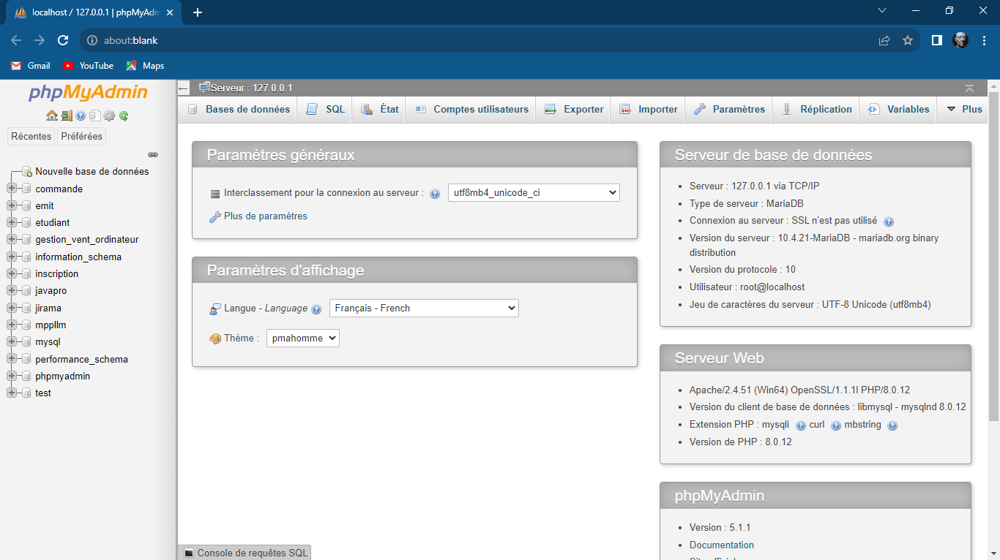 localhost / 127.0.0.1 | phpMyAdm
about:blank
Gmail YouTube Maps
phpMyAdmin
Récentes Préférées
Nouvelle base de données
commande
emit
etudiant
gestion_vent_ordinateur
information_schema
inscription
javapro
jirama
mppllm
mysql
performance_schema
phpmyadmin
test
Serveur : 127.0.0.1
Bases de données SQL État Comptes utilisateurs Exporter Importer Paramètres Réplication Variables Plus
Paramètres généraux
Interclassement pour la connexion au serveur : utf8mb4_unicode_ci
Plus de paramètres
Paramètres d'affichage
Langue - Language Français - French
Thème : pmahomme
Serveur de base de données
Serveur : 127.0.0.1 via TCP/IP
Type de serveur : MariaDB
Connexion au serveur : SSL n'est pas utilisé
Version du serveur : 10.4.21-MariaDB - mariadb.org binary
distribution
Version du protocole : 10
Utilisateur : root@localhost
Jeu de caractères du serveur : UTF-8 Unicode (utf8mb4)
Serveur Web
Apache/2.4.51 (Win64) OpenSSL/1.1.1l PHP/8.0.12
Version du client de base de données : libmysql - mysqlnd 8.0.12
Extension PHP : mysqli curl mbstring
Version de PHP : 8.0.12
phpMyAdmin
Version : 5.1.1
Documentation
Console de requêtes SQL